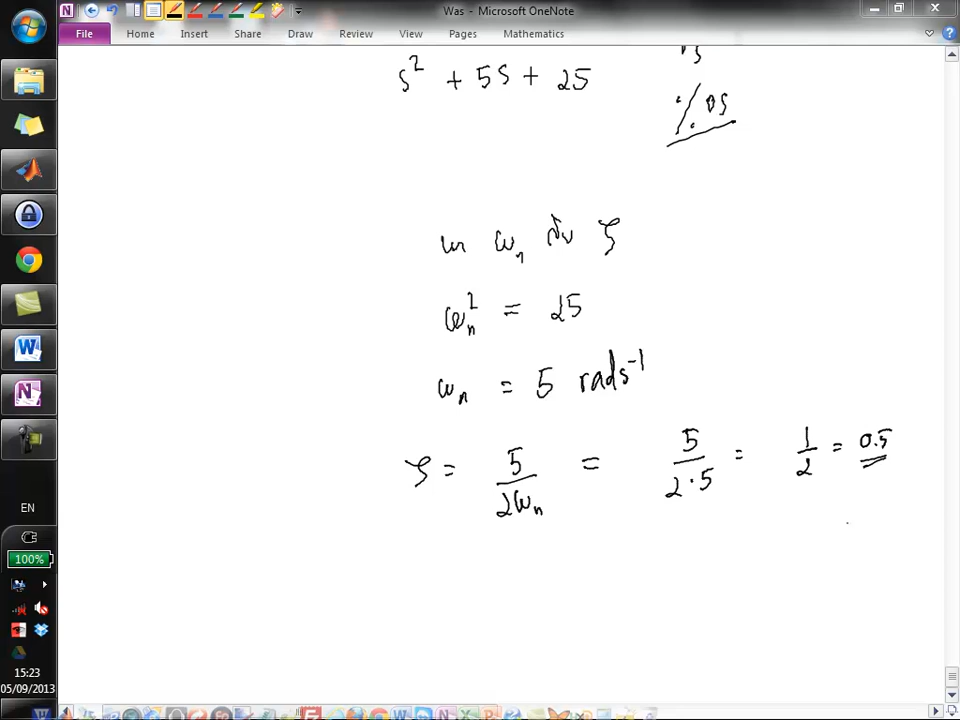 Was - Microsoft OneNote
File Home Insert Share Draw Review View Pages Mathematics
s² + 5s + 25
% OS
ωₙ ζ
ωₙ² = 25
ωₙ = 5 rads⁻¹
ζ = 5/2ωₙ = 5/2·5 = 1/2 = 0.5
EN
100%
15:23
05/09/2013